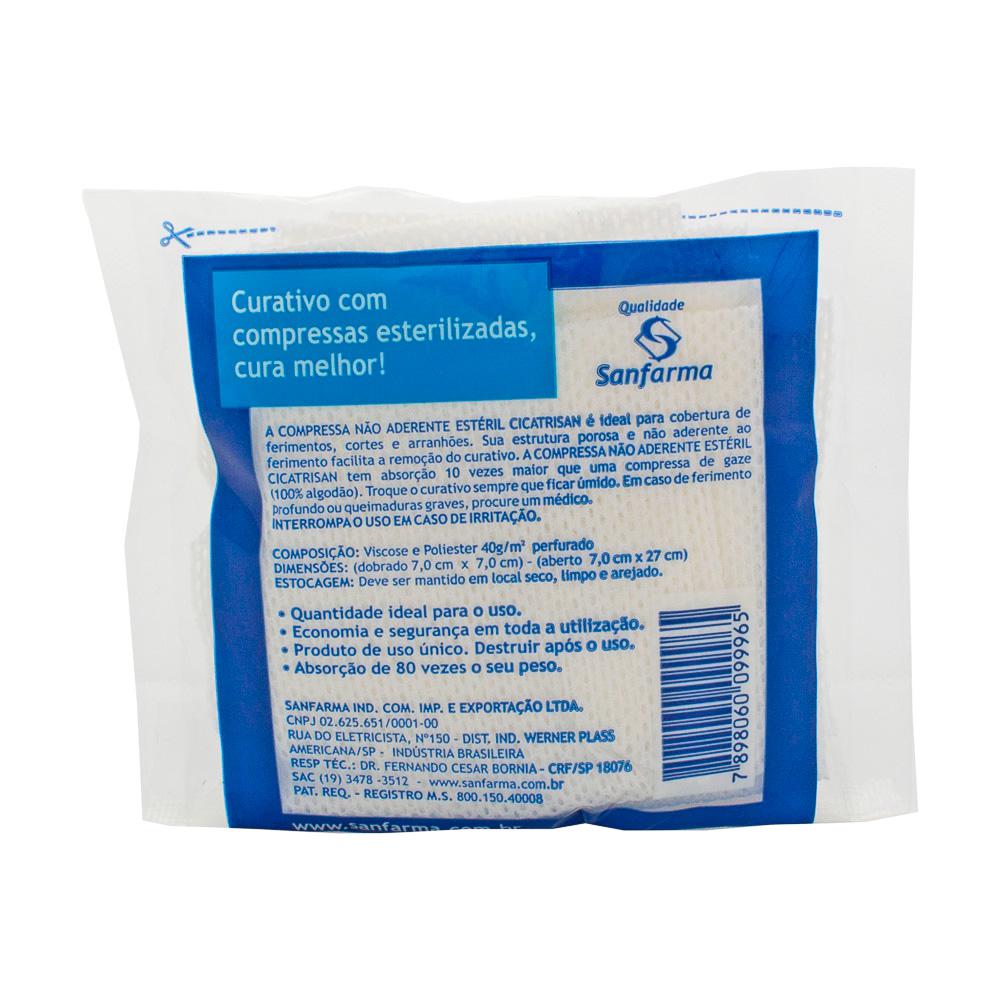 Curativo com
compressas esterilizadas,
cura melhor!
Qualidade
Sanfarma
A COMPRESSA NÃO ADERENTE ESTÉRIL CICATRISAN é ideal para cobertura de
ferimentos, cortes e arranhões. Sua estrutura porosa e não aderente ao
ferimento facilita a remoção do curativo. A COMPRESSA NÃO ADERENTE ESTÉRIL
CICATRISAN tem absorção 10 vezes maior que uma compressa de gaze
(100% algodão). Troque o curativo sempre que ficar úmido. Em caso de ferimento
profundo ou queimaduras graves, procure um médico.
INTERROMPA O USO EM CASO DE IRRITAÇÃO.
COMPOSIÇÃO: Viscose e Poliester 40g/m² perfurado
DIMENSÕES: (dobrado 7,0 cm x 7,0 cm) - (aberto 7,0 cm x 27 cm)
ESTOCAGEM: Deve ser mantido em local seco, limpo e arejado.
• Quantidade ideal para o uso.
• Economia e segurança em toda a utilização.
• Produto de uso único. Destruir após o uso.
• Absorção de 80 vezes o seu peso.
SANFARMA IND. COM. IMP. E EXPORTAÇÃO LTDA.
CNPJ 02.625.651/0001-00
RUA DO ELETRICISTA, Nº150 - DIST. IND. WERNER PLASS
AMERICANA/SP - INDÚSTRIA BRASILEIRA
RESP TÉC.: DR. FERNANDO CESAR BORNIA - CRF/SP 18076
SAC (19) 3478 -3512 - www.sanfarma.com.br
PAT. REQ. - REGISTRO M.S. 800.150.40008
www.sanfarma.com.br
7 898060 099965